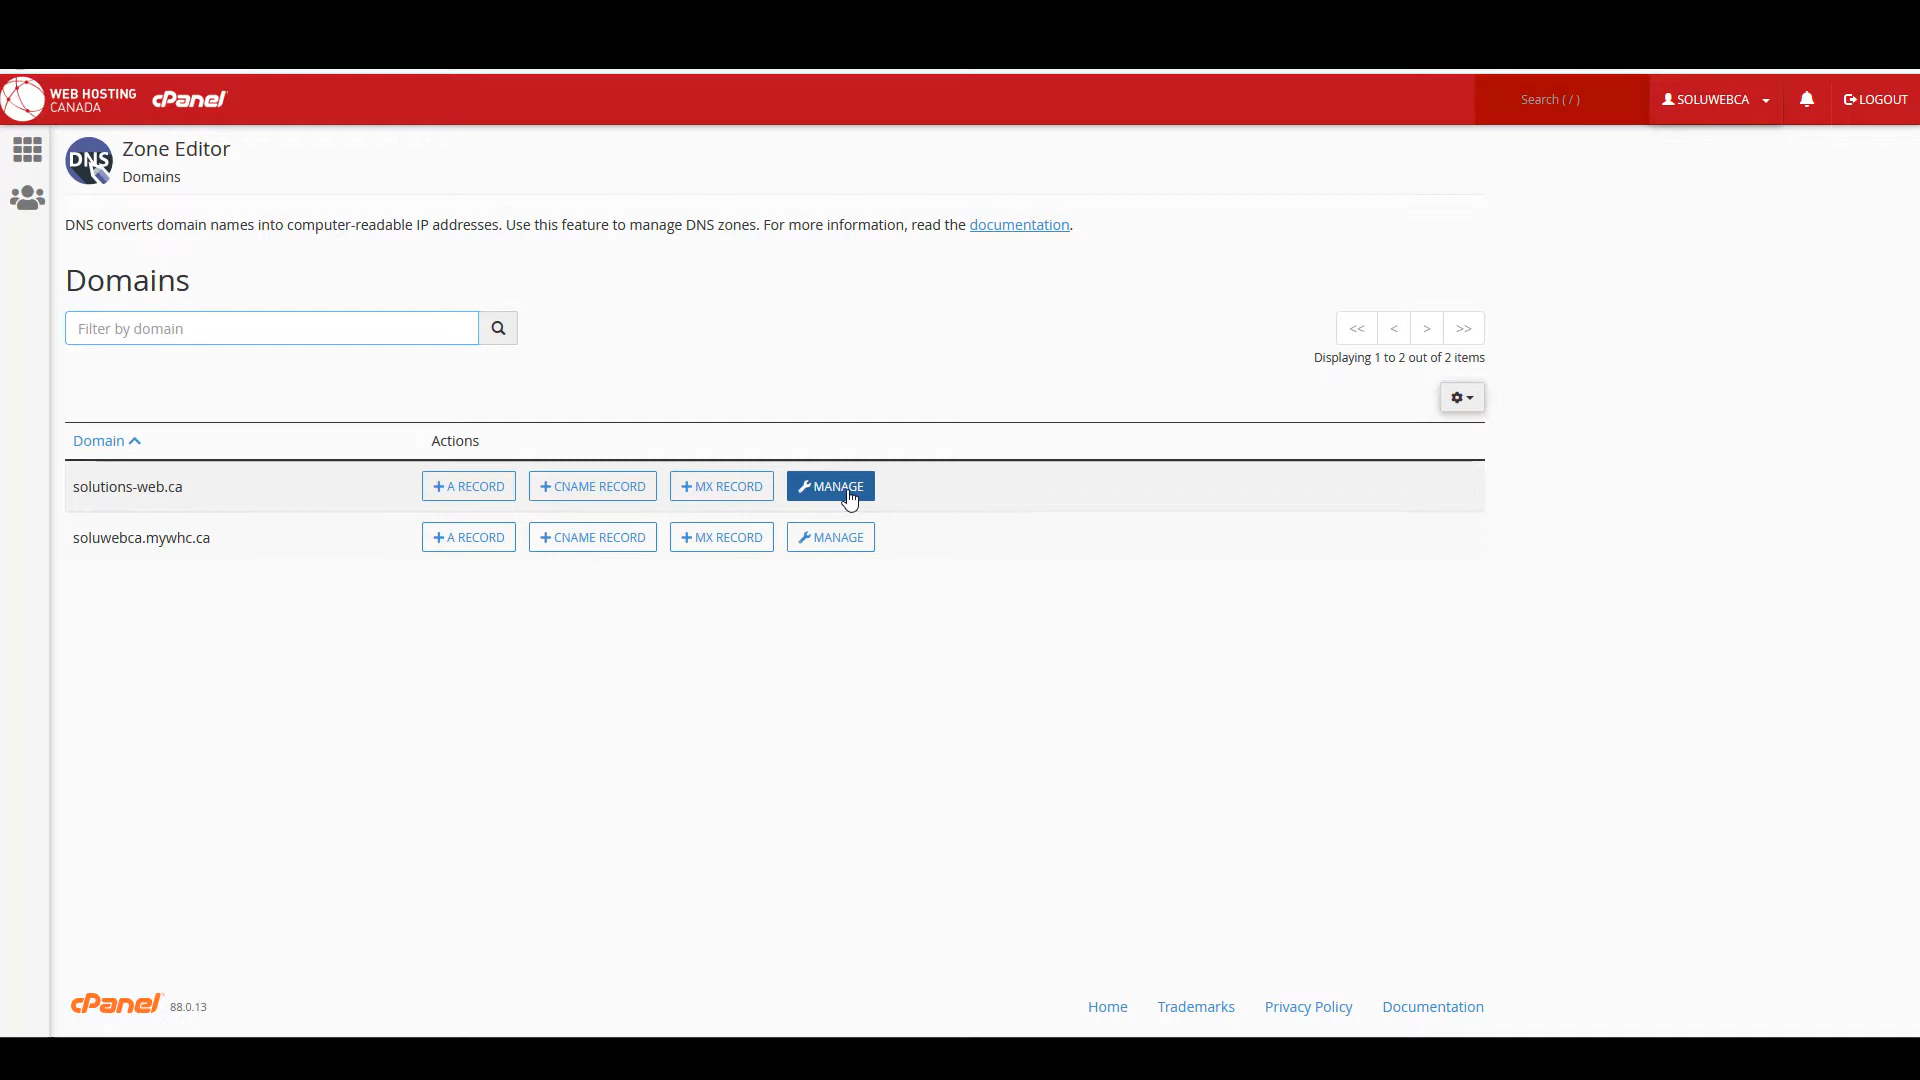 WEB HOSTING
CANADA
cPanel
Search ( / )
SOLUWEBCA
LOGOUT
DNS
Zone Editor
Domains
DNS converts domain names into computer-readable IP addresses. Use this feature to manage DNS zones. For more information, read the documentation.
Domains
Filter by domain
<< < > >>
Displaying 1 to 2 out of 2 items
Domain Actions
solutions-web.ca + A RECORD + CNAME RECORD + MX RECORD MANAGE
soluwebca.mywhc.ca + A RECORD + CNAME RECORD + MX RECORD MANAGE
cPanel 88.0.13
Home Trademarks Privacy Policy Documentation